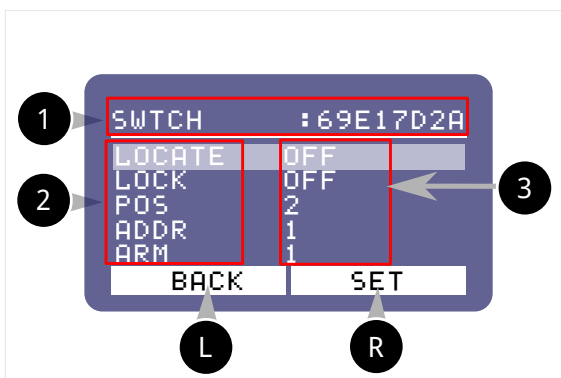 1 SWTCH :69E17D2A
LOCATE OFF
LOCK OFF
2 POS 2 3
ADDR 1
ARM 1
BACK SET
L R